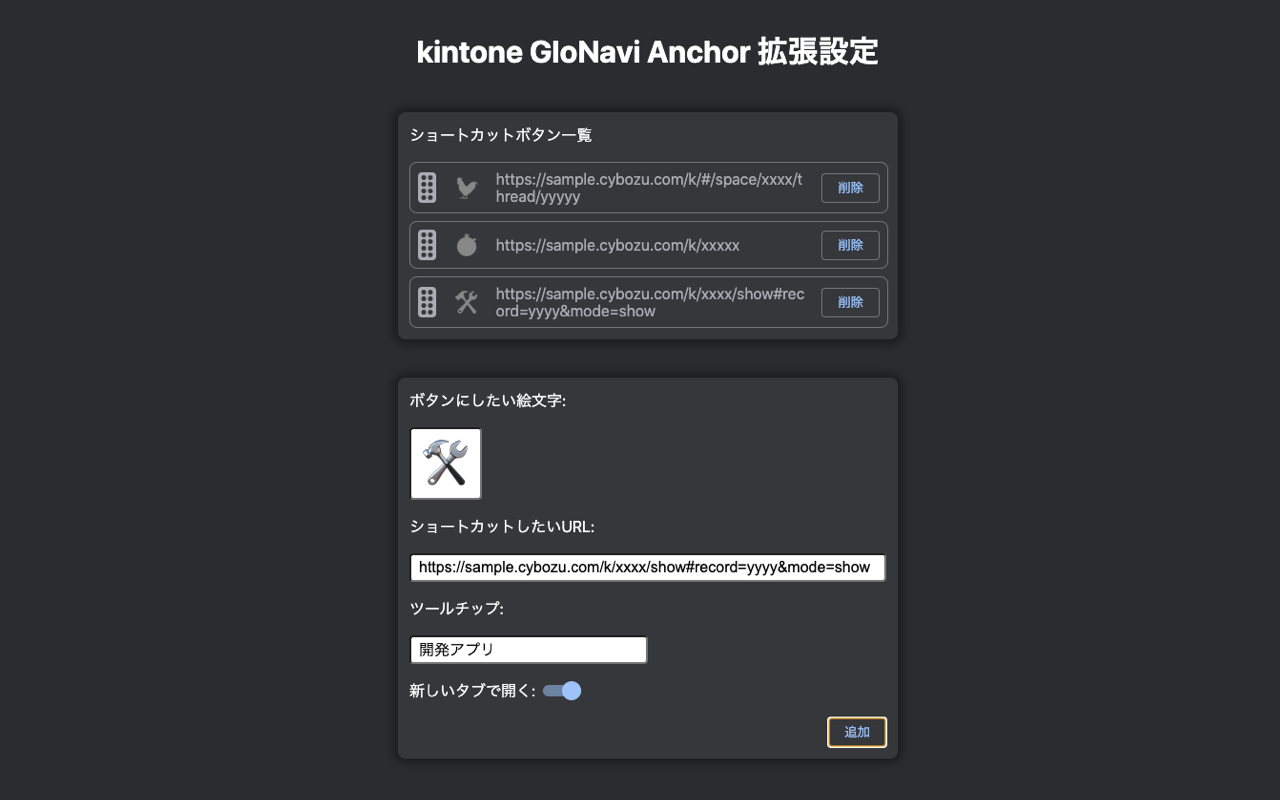 kintone GloNavi Anchor 拡張設定
ショートカットボタン一覧
https://sample.cybozu.com/k/#/space/xxxx/t
hread/yyyyy
削除
https://sample.cybozu.com/k/xxxxx
削除
https://sample.cybozu.com/k/xxxx/show#rec
ord=yyyy&mode=show
削除
ボタンにしたい絵文字:
ショートカットしたいURL:
https://sample.cybozu.com/k/xxxx/show#record=yyyy&mode=show
ツールチップ:
開発アプリ
新しいタブで開く:
追加